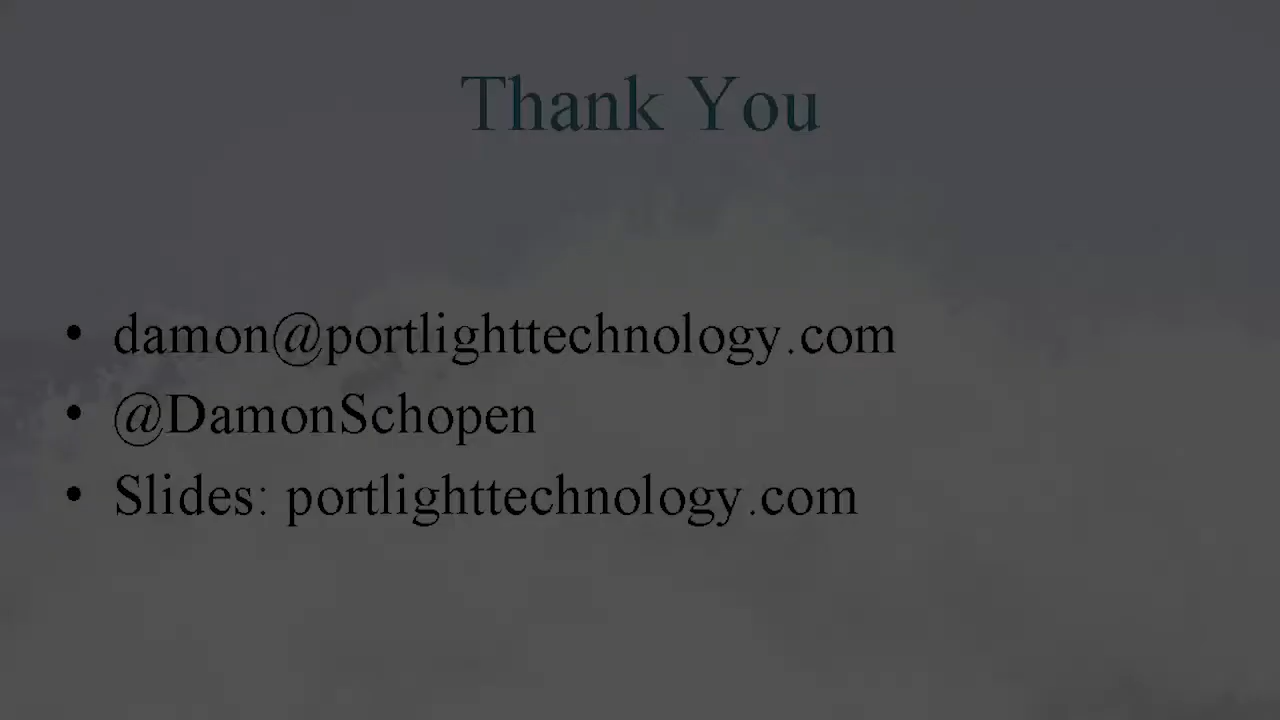 Thank You
• damon@portlighttechnology.com
• @DamonSchopen
• Slides: portlighttechnology.com